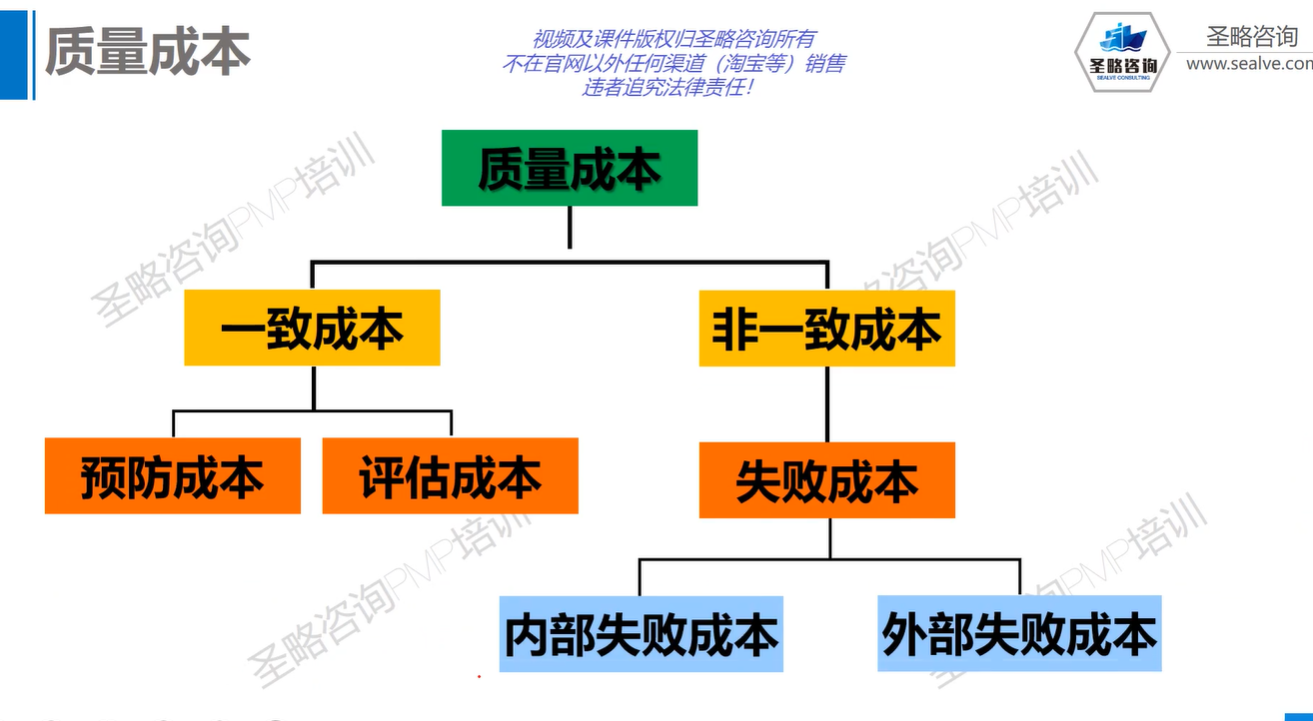 质量成本
视频及课件版权归圣略咨询所有
不在官网以外任何渠道（淘宝等）销售
违者追究法律责任！
圣略咨询
SEALVE CONSULTING
圣略咨询
www.sealve.com
质量成本
一致成本
非一致成本
预防成本
评估成本
失败成本
内部失败成本
外部失败成本
圣略咨询PMP培训
圣略咨询PMP培训
圣略咨询PMP培训
圣略咨询PMP培训